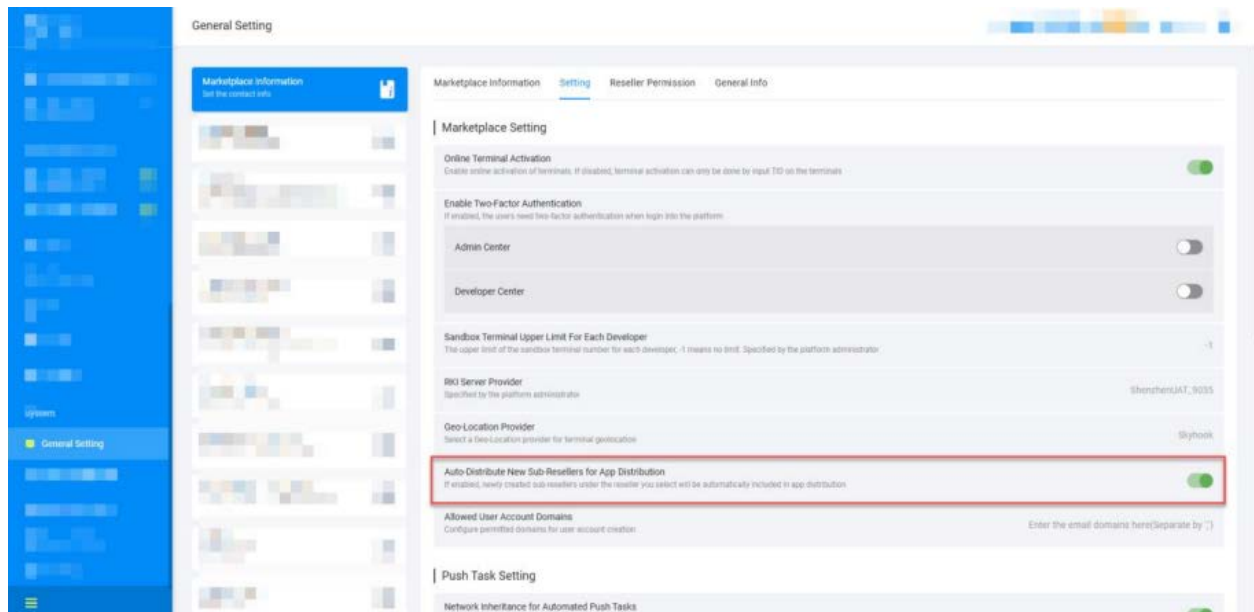 General Setting
Marketplace Information
Set the contact info
Marketplace Information Setting Reseller Permission General Info
Marketplace Setting
Online Terminal Activation
Enable online activation of terminals. If disabled, terminal activation can only be done by input TID on the terminals
Enable Two-Factor Authentication
If enabled, the users need two-factor authentication when login into the platform
Admin Center
Developer Center
Sandbox Terminal Upper Limit For Each Developer
The upper limit of the sandbox terminal number for each developer, -1 means no limit. Specified by the platform administrator
-1
RKI Server Provider
Specified by the platform administrator
ShenzhenUAT_9055
Geo-Location Provider
Select a Geo-Location provider for terminal geolocation
Skyhook
system
General Setting
Auto-Distribute New Sub-Resellers for App Distribution
If enabled, newly created sub-resellers under the reseller you select will be automatically included in app distribution
Allowed User Account Domains
Configure permitted domains for user account creation
Enter the email domains here(Separate by ';')
Push Task Setting
Network Inheritance for Automated Push Tasks